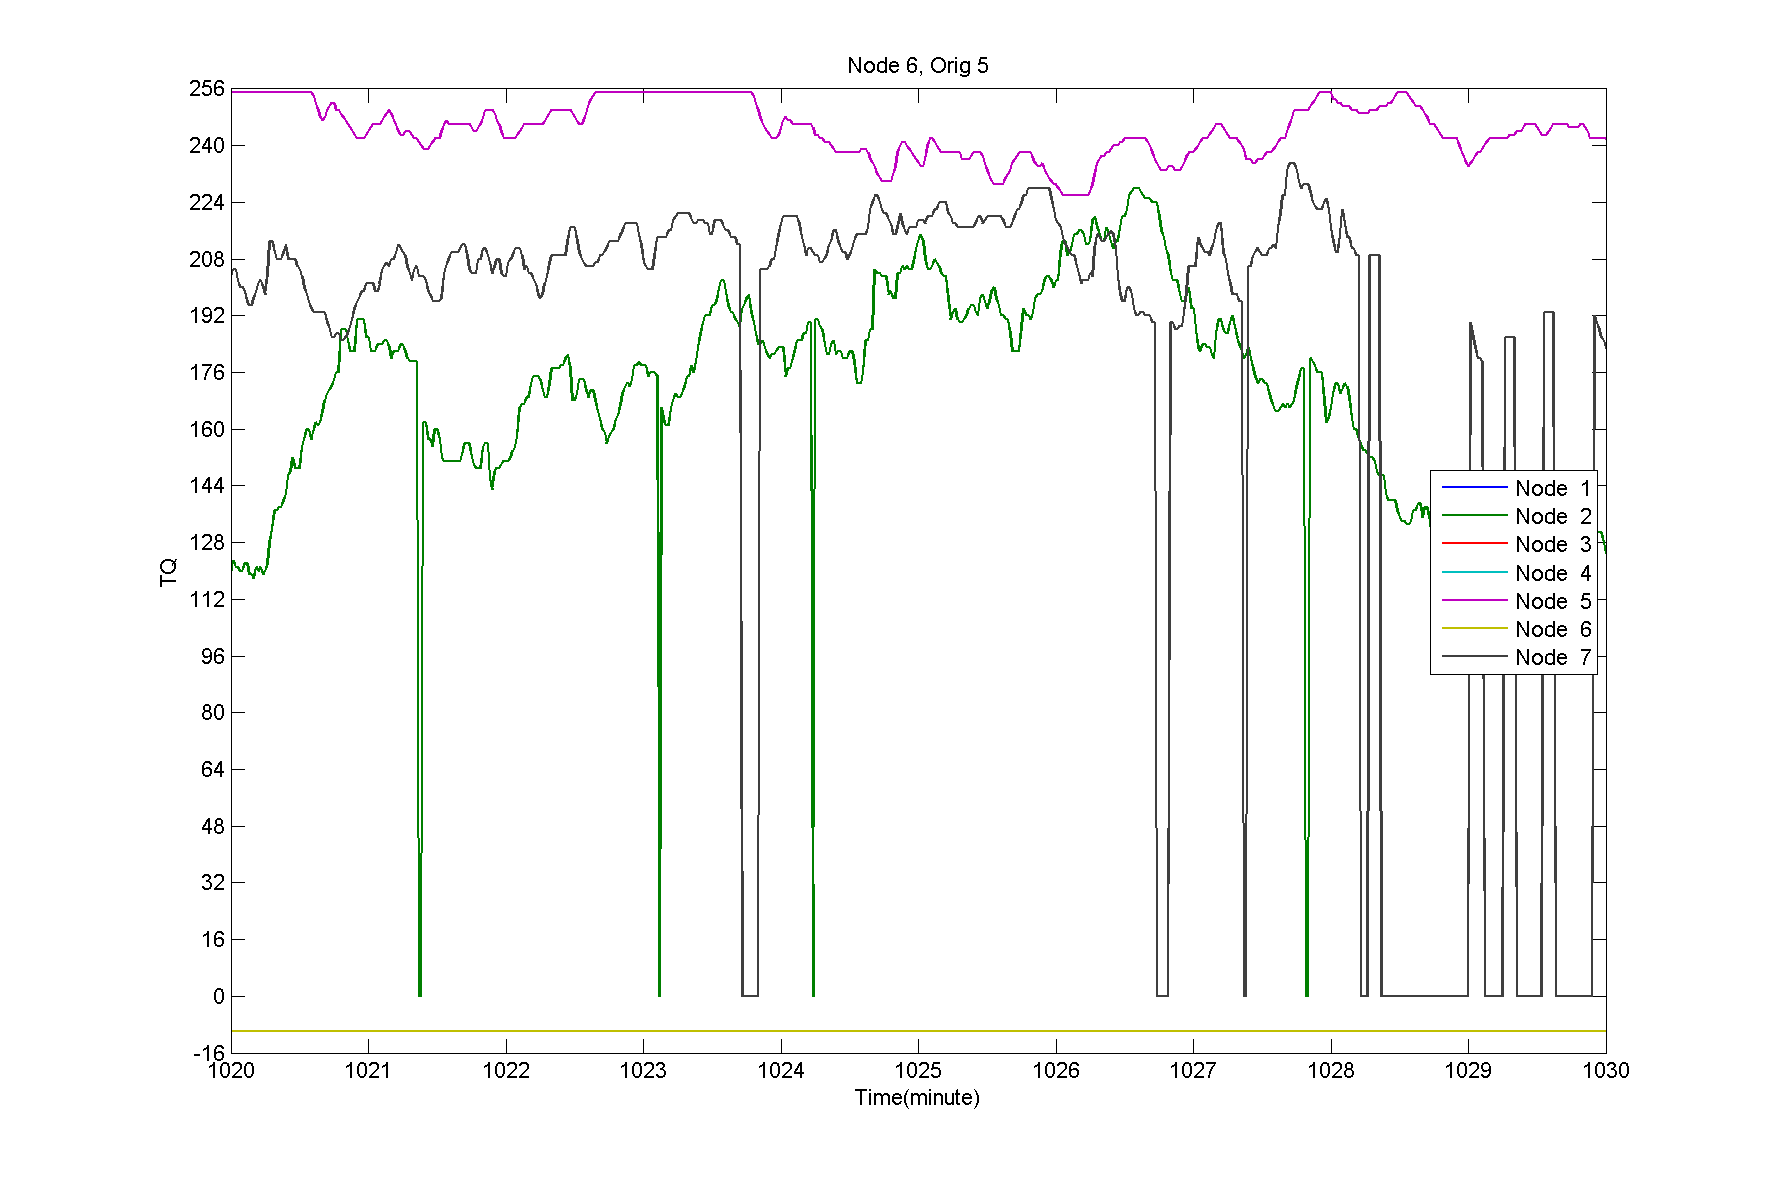 Node 6, Orig 5
256
240
224
208
192
176
160
144
128
112
96
80
64
48
32
16
0
-16
TQ
Node 1
Node 2
Node 3
Node 4
Node 5
Node 6
Node 7
1020 1021 1022 1023 1024 1025 1026 1027 1028 1029 1030
Time(minute)